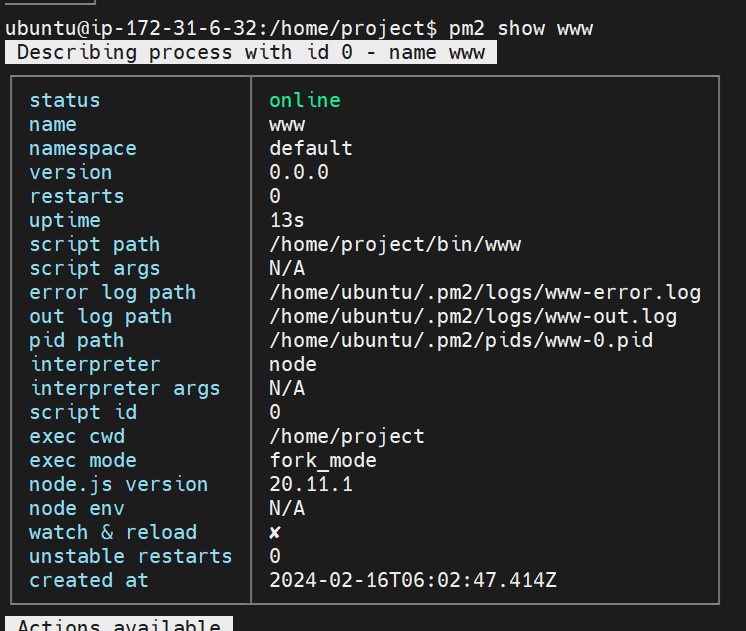 ubuntu@ip-172-31-6-32:/home/project$ pm2 show www
Describing process with id 0 - name www
status online
name www
namespace default
version 0.0.0
restarts 0
uptime 13s
script path /home/project/bin/www
script args N/A
error log path /home/ubuntu/.pm2/logs/www-error.log
out log path /home/ubuntu/.pm2/logs/www-out.log
pid path /home/ubuntu/.pm2/pids/www-0.pid
interpreter node
interpreter args N/A
script id 0
exec cwd /home/project
exec mode fork_mode
node.js version 20.11.1
node env N/A
watch & reload ✘
unstable restarts 0
created at 2024-02-16T06:02:47.414Z
Actions available